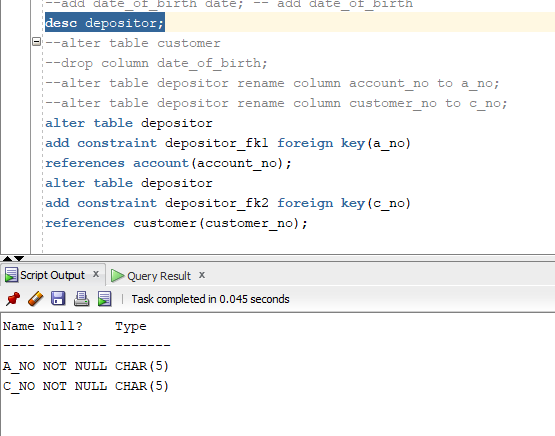 --add date_of_birth date; -- add date_of_birth
desc depositor;
--alter table customer
--drop column date_of_birth;
--alter table depositor rename column account_no to a_no;
--alter table depositor rename column customer_no to c_no;
alter table depositor
add constraint depositor_fk1 foreign key(a_no)
references account(account_no);
alter table depositor
add constraint depositor_fk2 foreign key(c_no)
references customer(customer_no);
Script Output x Query Result x
Task completed in 0.045 seconds
Name Null? Type
---- -------- -------
A_NO NOT NULL CHAR(5)
C_NO NOT NULL CHAR(5)